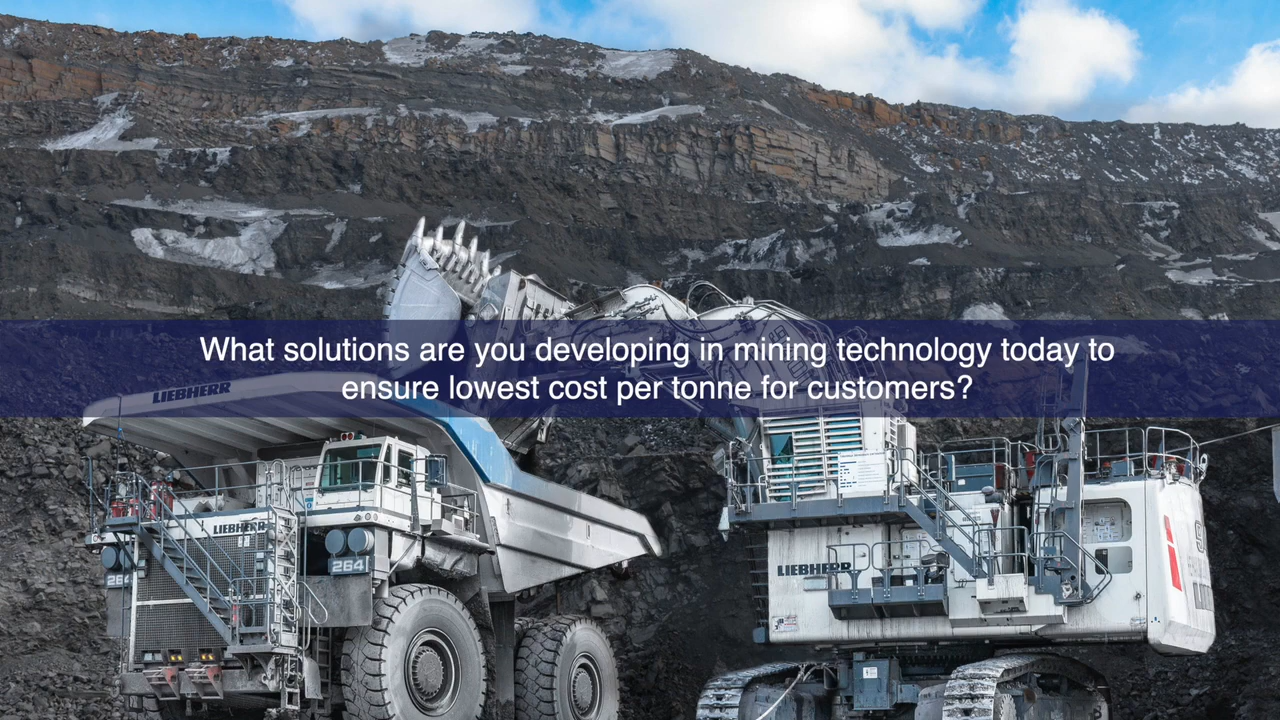 What solutions are you developing in mining technology today to
ensure lowest cost per tonne for customers?
LIEBHERR
LIEBHERR
264
264
LIEBHERR